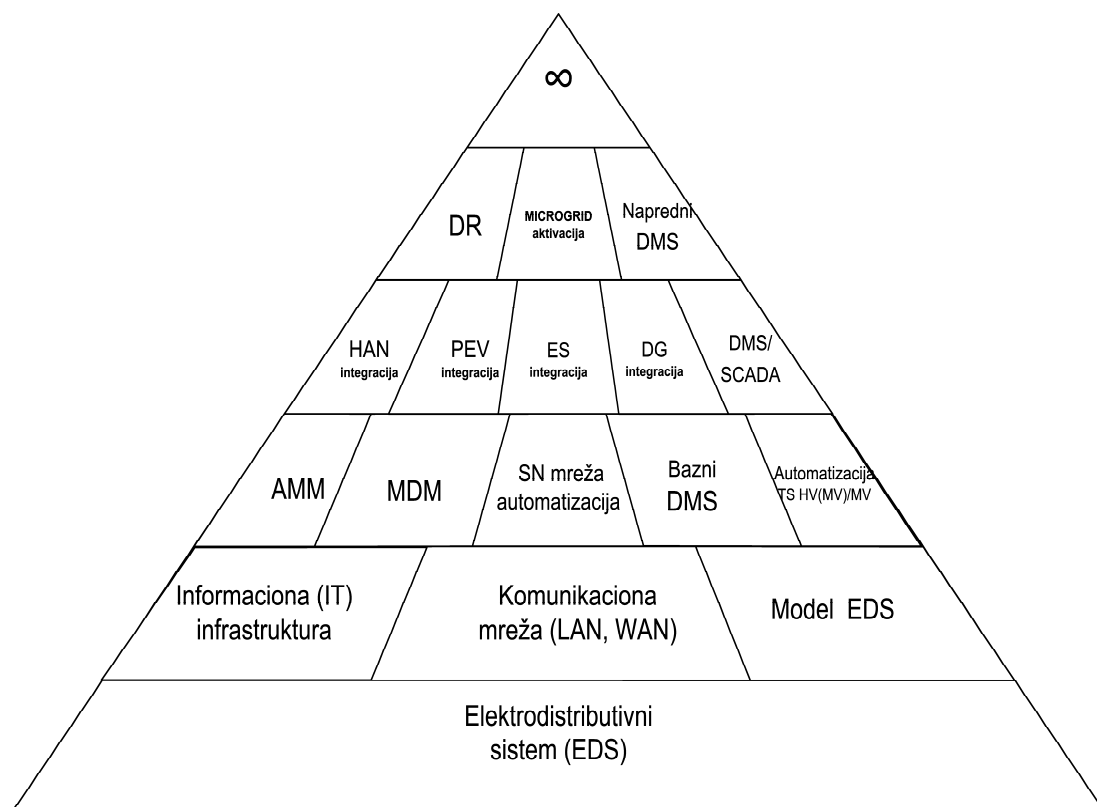 ∞
DR
MICROGRID
aktivacija
Napredni
DMS
HAN
integracija
PEV
integracija
ES
integracija
DG
integracija
DMS/
SCADA
AMM
MDM
SN mreža
automatizacija
Bazni
DMS
Automatizacija
TS HV(MV)/MV
Informaciona (IT)
infrastruktura
Komunikaciona
mreža (LAN, WAN)
Model EDS
Elektrodistributivni
sistem (EDS)